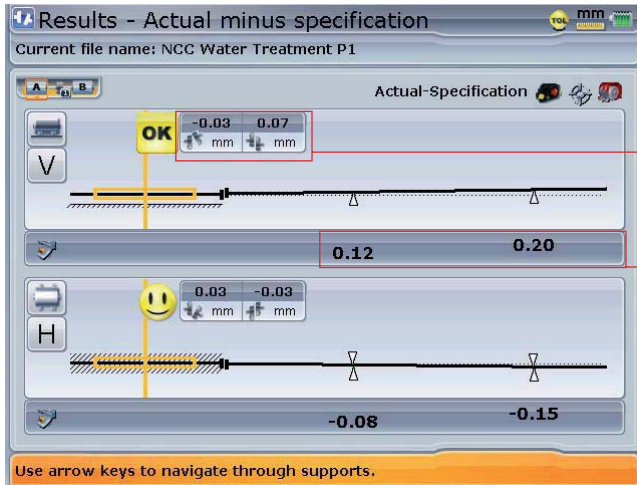 Results - Actual minus specification
TOL mm
Current file name: NCC Water Treatment P1
A B
Actual-Specification
OK -0.03 0.07
mm mm
V
0.12 0.20
0.03 -0.03
mm mm
H
-0.08 -0.15
Use arrow keys to navigate through supports.